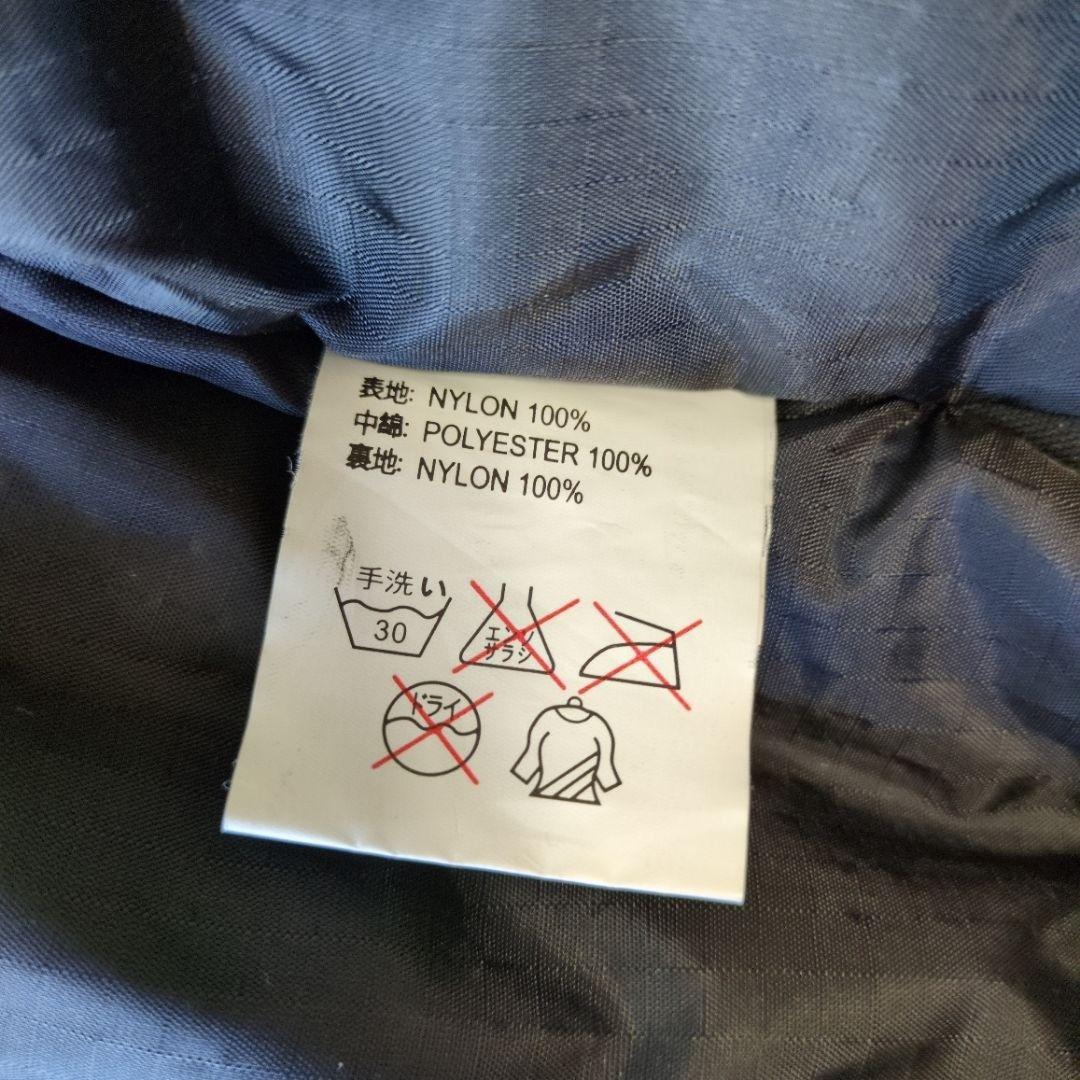 表地: NYLON 100%
中綿: POLYESTER 100%
裏地: NYLON 100%
手洗い
30
エンソ
サラシ
ドライ